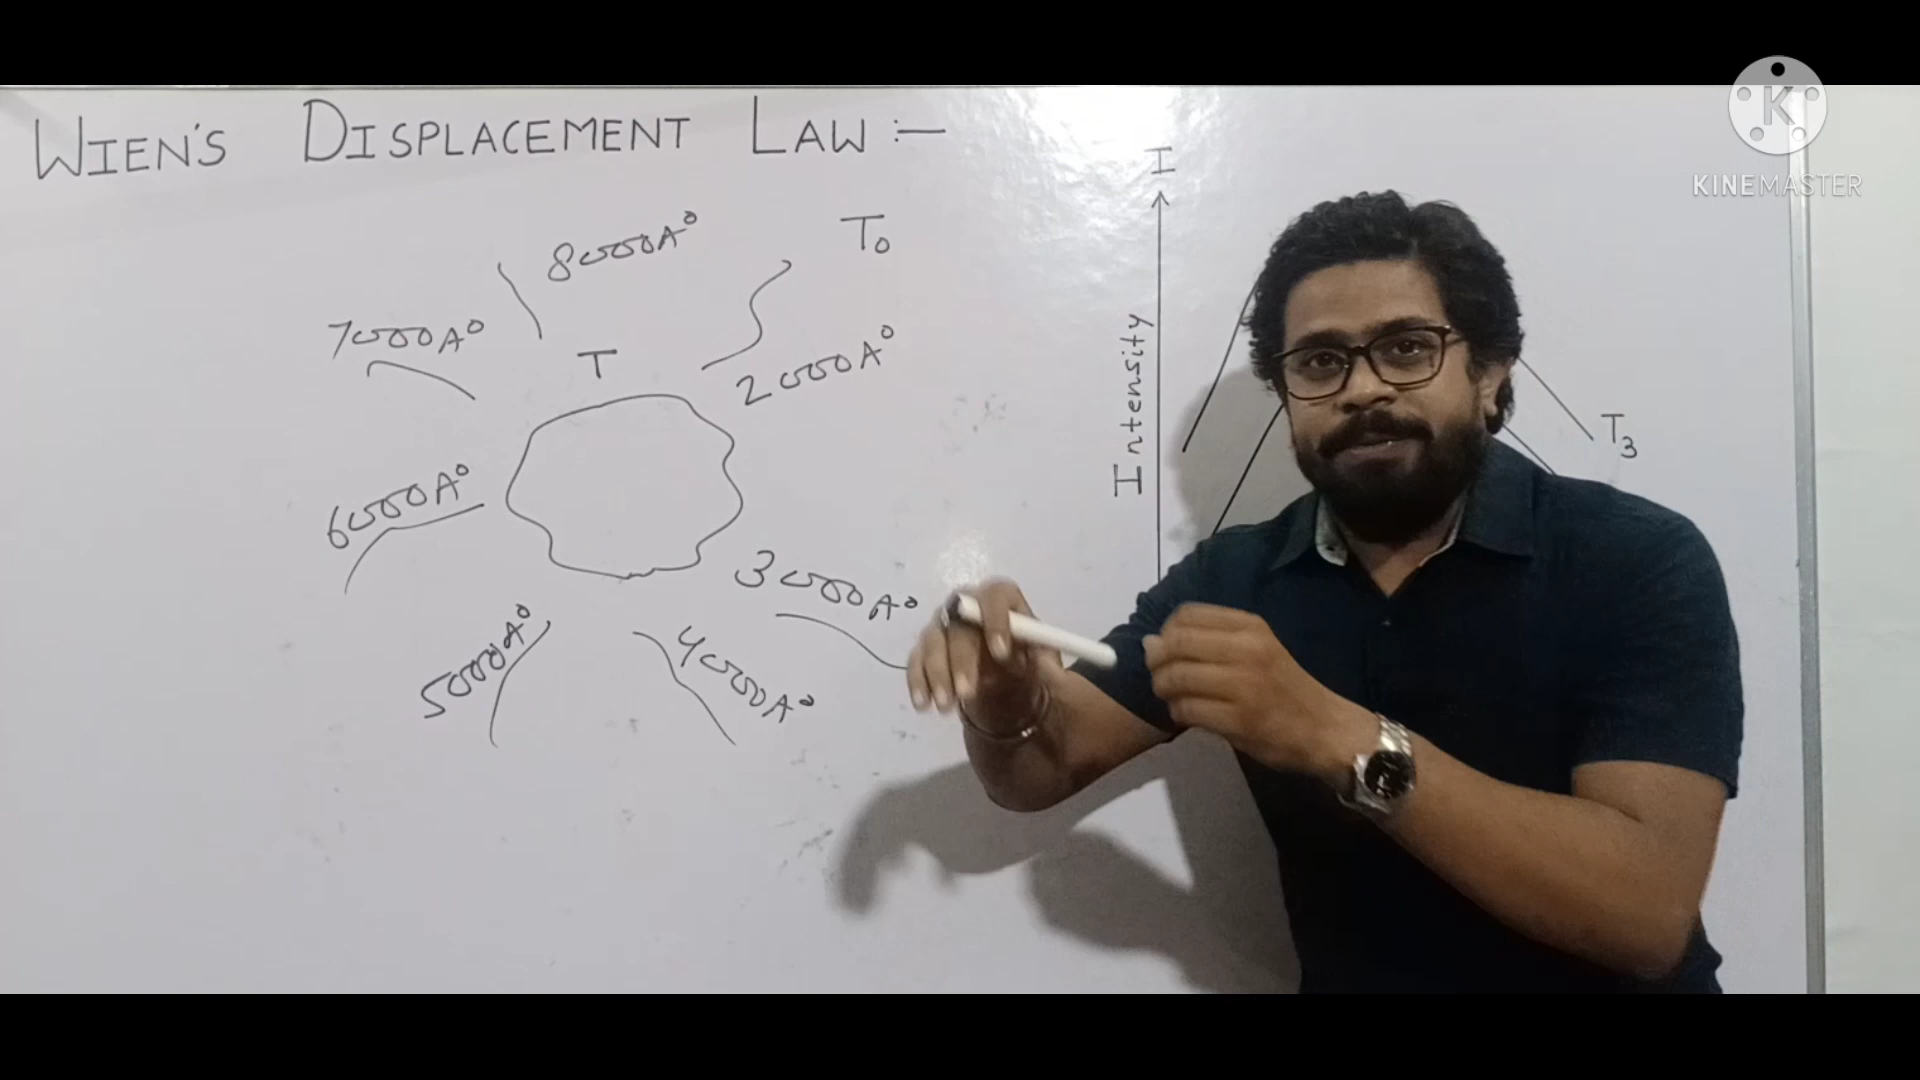 WIEN'S DISPLACEMENT LAW :-
K
KINEMASTER
I
8000A°
T₀
7000A°
T
2000A°
Intensity
T₃
6000A°
3000A°
5000A°
4000A°